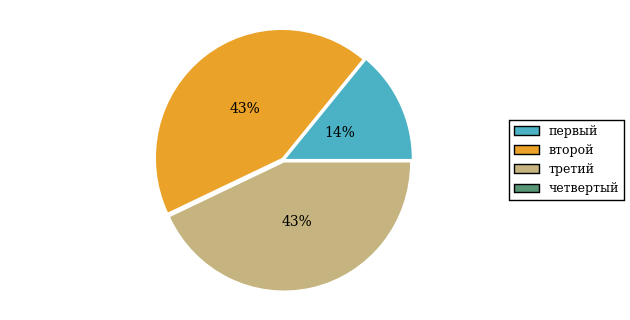 43%
14%
43%
первый
второй
третий
четвертый